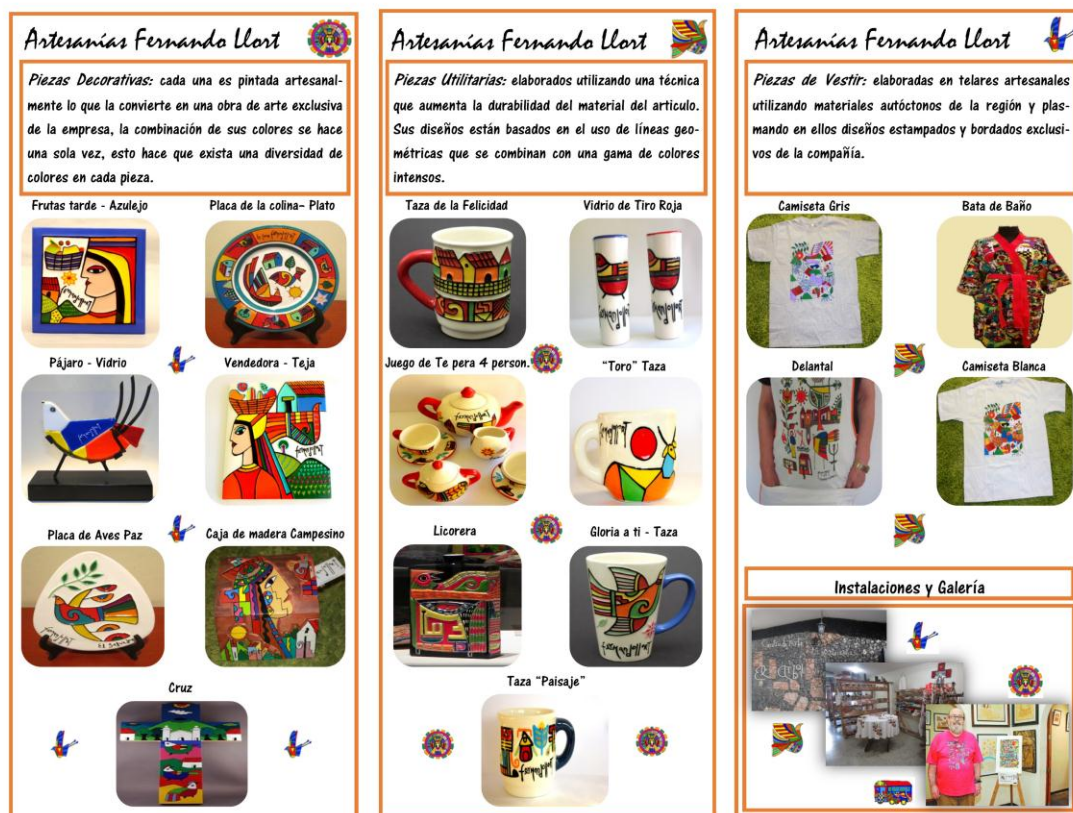 Artesanías Fernando Llort
Piezas Decorativas: cada una es pintada artesanal-
mente lo que la convierte en una obra de arte exclusiva
de la empresa, la combinación de sus colores se hace
una sola vez, esto hace que exista una diversidad de
colores en cada pieza.
Frutas tarde - Azulejo
Placa de la colina- Plato
Pájaro - Vidrio
Vendedora - Teja
Placa de Aves Paz
Caja de madera Campesino
Cruz
Artesanías Fernando Llort
Piezas Utilitarias: elaborados utilizando una técnica
que aumenta la durabilidad del material del artículo.
Sus diseños están basados en el uso de líneas geo-
métricas que se combinan con una gama de colores
intensos.
Taza de la Felicidad
Vidrio de Tiro Roja
Juego de Te pera 4 person.
"Toro" Taza
Licorera
Gloria a ti - Taza
Taza "Paisaje"
Artesanías Fernando Llort
Piezas de Vestir: elaboradas en telares artesanales
utilizando materiales autóctonos de la región y plas-
mando en ellos diseños estampados y bordados exclusi-
vos de la compañía.
Camiseta Gris
Bata de Baño
Delantal
Camiseta Blanca
Instalaciones y Galería